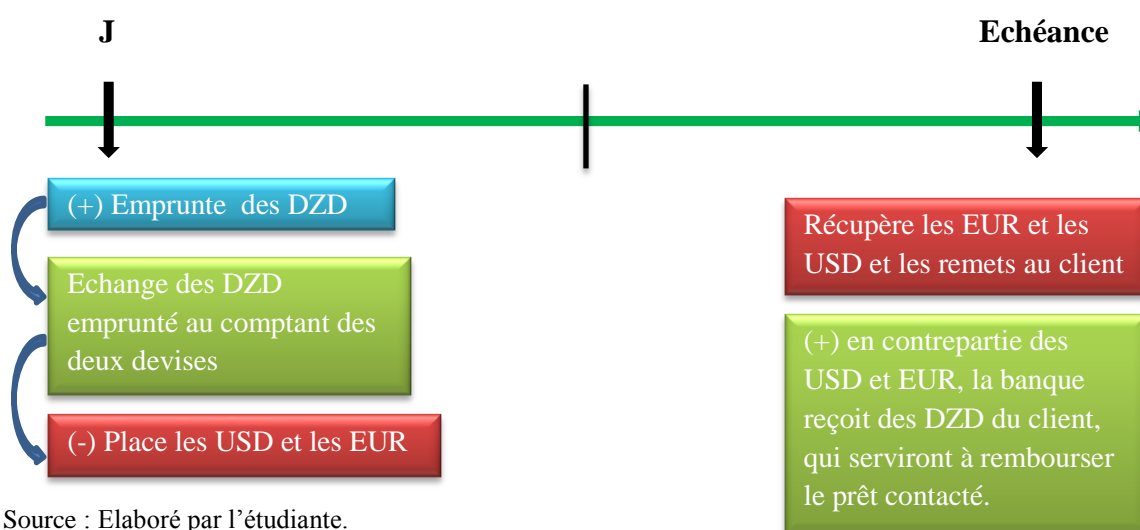 J
Echéance
(+) Emprunte des DZD
Echange des DZD
emprunté au comptant des
deux devises
(-) Place les USD et les EUR
Récupère les EUR et les
USD et les remets au client
(+) en contrepartie des
USD et EUR, la banque
reçoit des DZD du client,
qui serviront à rembourser
le prêt contacté.
Source : Elaboré par l’étudiante.